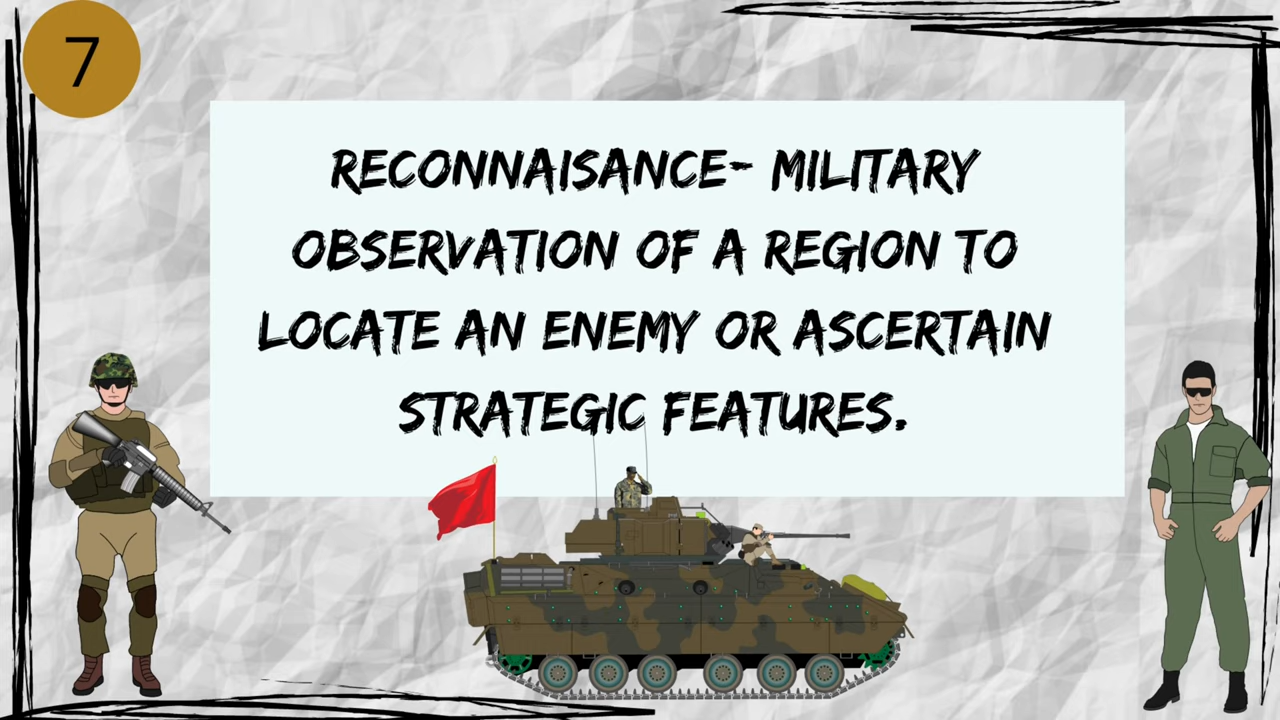 7
RECONNAISANCE- MILITARY
OBSERVATION OF A REGION TO
LOCATE AN ENEMY OR ASCERTAIN
STRATEGIC FEATURES.